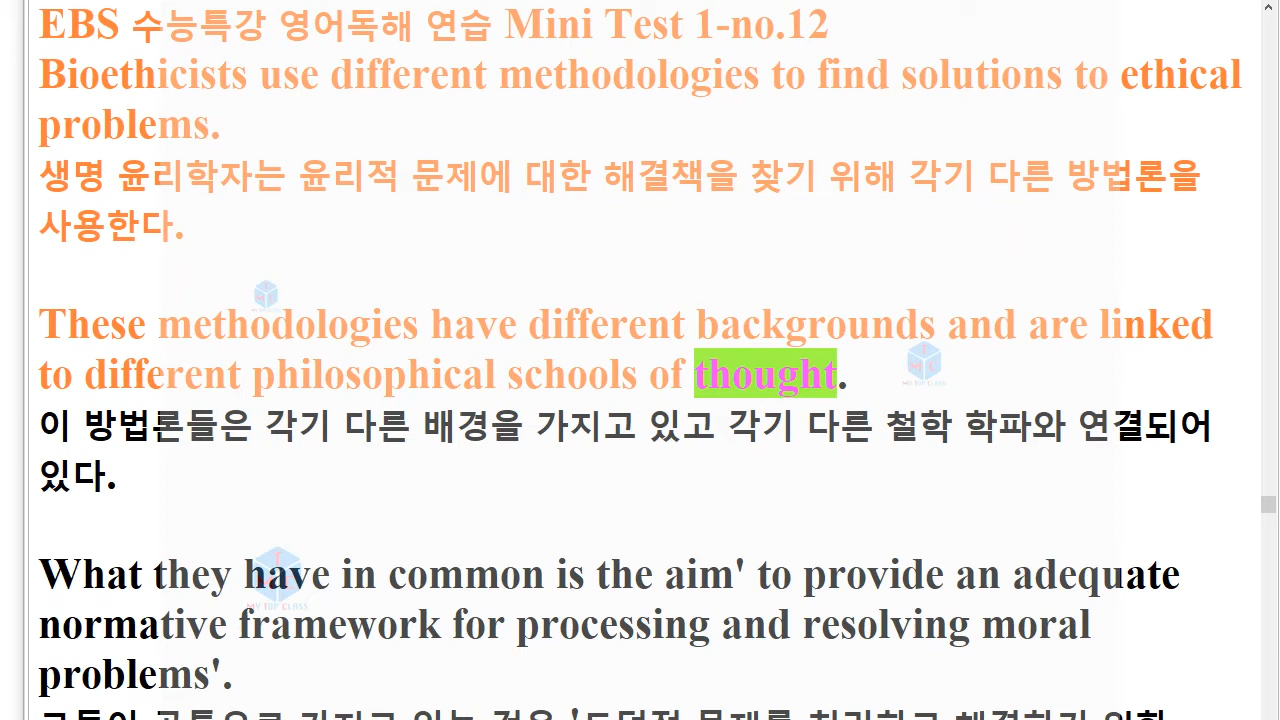 EBS 수능특강 영어독해 연습 Mini Test 1-no.12
Bioethicists use different methodologies to find solutions to ethical
problems.
생명 윤리학자는 윤리적 문제에 대한 해결책을 찾기 위해 각기 다른 방법론을
사용한다.
These methodologies have different backgrounds and are linked
to different philosophical schools of thought.
이 방법론들은 각기 다른 배경을 가지고 있고 각기 다른 철학 학파와 연결되어
있다.
What they have in common is the aim' to provide an adequate
normative framework for processing and resolving moral
problems'.
MY TOP CLASS